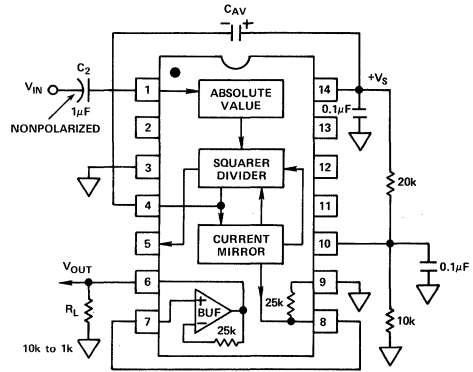 CAV
− +
C2
VIN
1µF
NONPOLARIZED
+VS
0.1µF
1
ABSOLUTE
VALUE
14
2
13
3
SQUARER
DIVIDER
12
4
11
20k
5
CURRENT
MIRROR
10
0.1µF
VOUT
6
9
25k
10k
RL
7
+
−
BUF
25k
8
10k to 1k